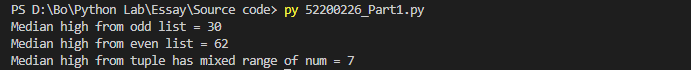 PS D:\Bo\Python Lab\Essay\Source code> py 52200226_Part1.py
Median high from odd list = 30
Median high from even list = 62
Median high from tuple has mixed range of num = 7